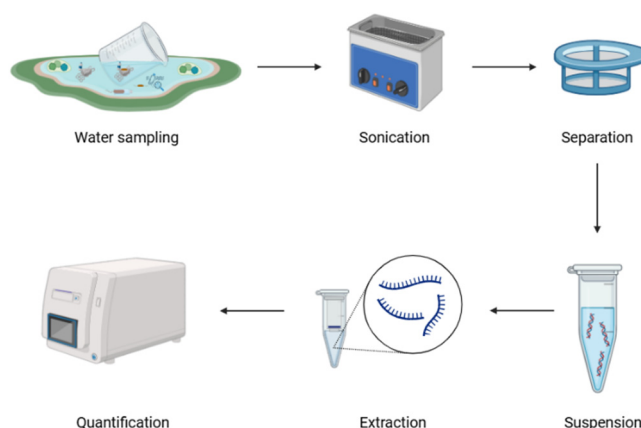 Water sampling
Sonication
Separation
Quantification
Extraction
Suspension